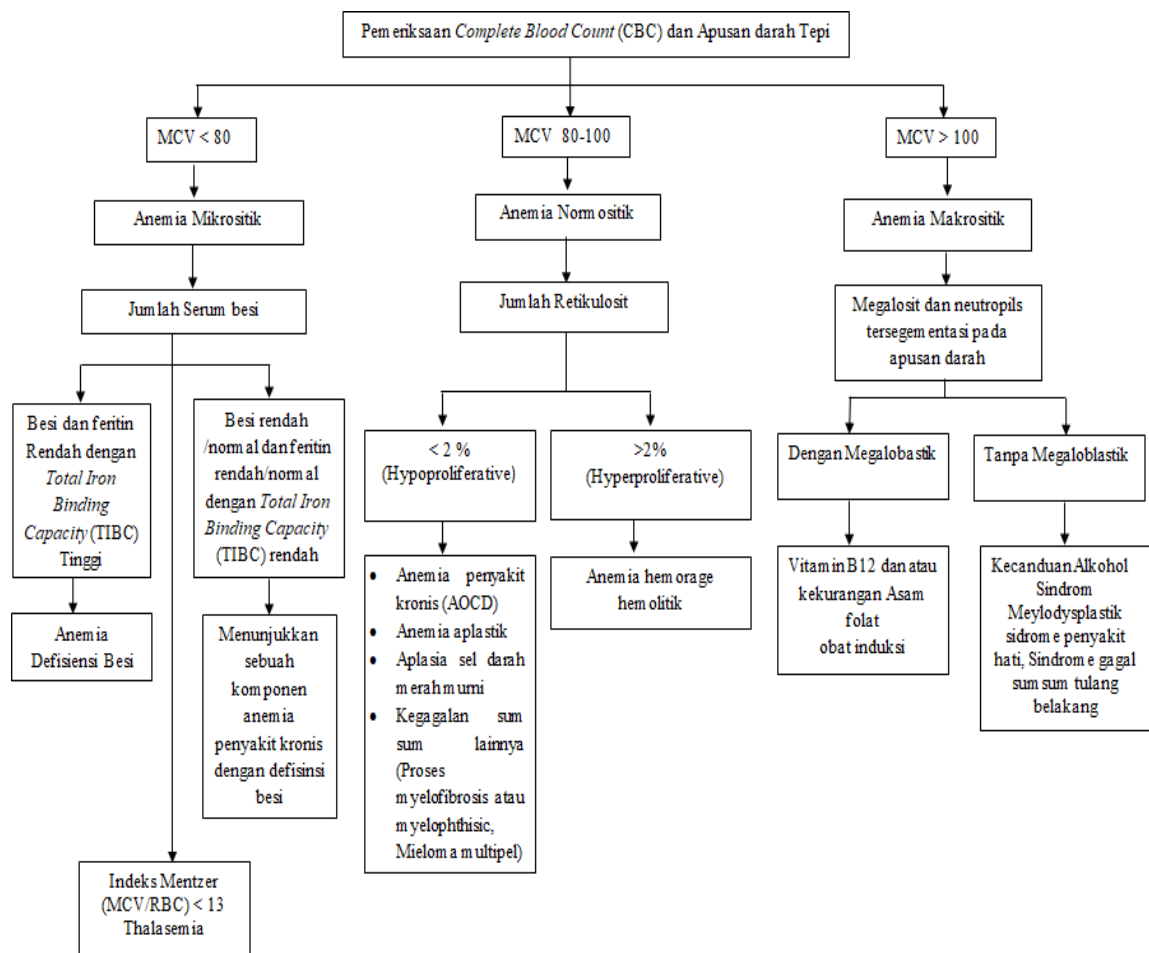 Pemeriksaan Complete Blood Count (CBC) dan Apusan darah Tepi
MCV < 80
MCV 80-100
MCV > 100
Anemia Mikrositik
Anemia Normositik
Anemia Makrositik
Jumlah Serum besi
Jumlah Retikulosit
Megalosit dan neutropils
tersegementasi pada
apusan darah
Besi dan feritin
Rendah dengan
Total Iron
Binding
Capacity (TIBC)
Tinggi
Besi rendah
/normal dan feritin
rendah/normal
dengan Total Iron
Binding Capacity
(TIBC) rendah
< 2 %
(Hypoproliferative)
>2%
(Hyperproliferative)
Dengan Megalobastik
Tanpa Megaloblastik
Anemia
Defisiensi Besi
Menunjukkan
sebuah
komponen
anemia
penyakit kronis
dengan defisinsi
besi
• Anemia penyakit
kronis (AOCD)
• Anemia aplastik
• Aplasia sel darah
merah murni
• Kegagalan sum
sum lainnya
(Proses
myelofibrosis atau
myelophthisic,
Mieloma multipel)
Anemia hemorage
hemolitik
Vitamin B12 dan atau
kekurangan Asam
folat
obat induksi
Kecanduan Alkohol
Sindrom
Meylodysplastik
sidrome penyakit
hati, Sindrome gagal
sumsum tulang
belakang
Indeks Mentzer
(MCV/RBC) < 13
Thalasemia